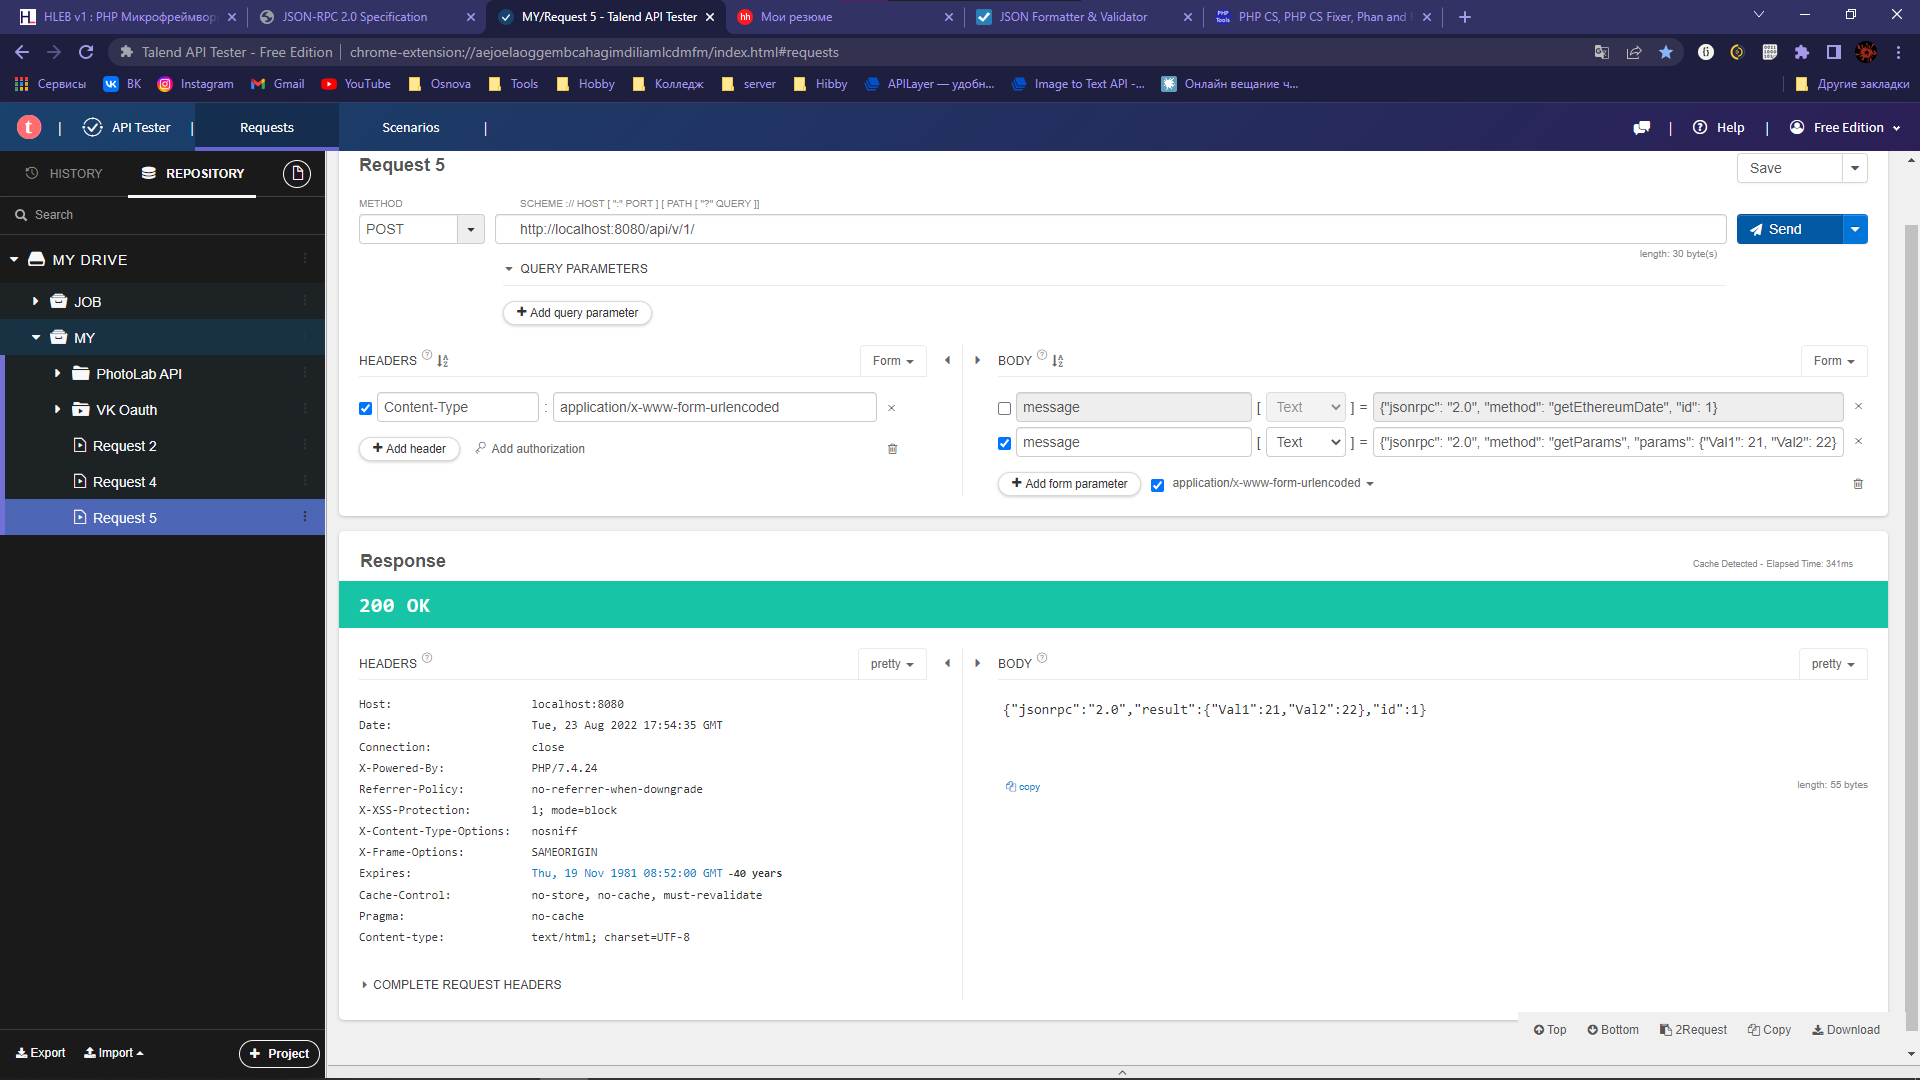 HLEB v1 : PHP Микрофреймвор
JSON-RPC 2.0 Specification
MY/Request 5 - Talend API Tester
Мои резюме
JSON Formatter & Validator
PHP CS, PHP CS Fixer, Phan and
Talend API Tester - Free Edition
chrome-extension://aejoelaoggembcahagimdiliamlcdmfm/index.html#requests
Сервисы
ВК
Instagram
Gmail
YouTube
Osnova
Tools
Hobby
Колледж
server
Hibby
APILayer — удобн...
Image to Text API -...
Онлайн вещание ч...
Другие закладки
API Tester
Requests
Scenarios
Help
Free Edition
HISTORY
REPOSITORY
Search
MY DRIVE
JOB
MY
PhotoLab API
VK Oauth
Request 2
Request 4
Request 5
Export
Import
+ Project
Request 5
Save
METHOD
SCHEME :// HOST [ ":" PORT ] [ PATH [ "?" QUERY ]]
POST
http://localhost:8080/api/v/1/
Send
length: 30 byte(s)
QUERY PARAMETERS
+ Add query parameter
HEADERS
Form
BODY
Form
Content-Type : application/x-www-form-urlencoded ×
message [ Text ] = {"jsonrpc": "2.0", "method": "getEthereumDate", "id": 1} ×
message [ Text ] = {"jsonrpc": "2.0", "method": "getParams", "params": {"Val1": 21, "Val2": 22} ×
+ Add header
Add authorization
+ Add form parameter
application/x-www-form-urlencoded
Response
Cache Detected - Elapsed Time: 341ms
200 OK
HEADERS
pretty
BODY
pretty
Host: localhost:8080
Date: Tue, 23 Aug 2022 17:54:35 GMT
Connection: close
X-Powered-By: PHP/7.4.24
Referrer-Policy: no-referrer-when-downgrade
X-XSS-Protection: 1; mode=block
X-Content-Type-Options: nosniff
X-Frame-Options: SAMEORIGIN
Expires: Thu, 19 Nov 1981 08:52:00 GMT -40 years
Cache-Control: no-store, no-cache, must-revalidate
Pragma: no-cache
Content-type: text/html; charset=UTF-8
{"jsonrpc":"2.0","result":{"Val1":21,"Val2":22},"id":1}
copy
length: 55 bytes
COMPLETE REQUEST HEADERS
Top
Bottom
2Request
Copy
Download